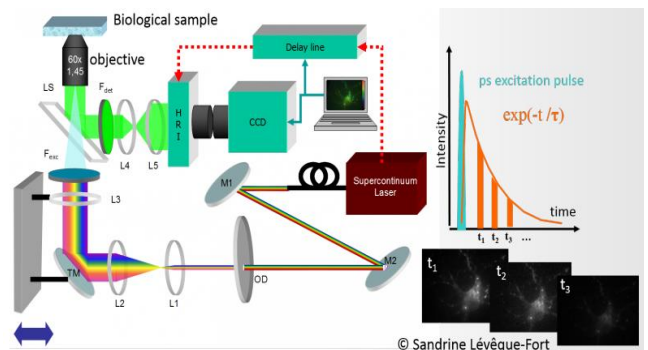 Biological sample
60x
1,45
objective
LS
F_det
HRI
CCD
Delay line
F_exc
L4
L5
L3
M1
Supercontinuum
Laser
TM
L2
L1
OD
M2
Intensity
ps excitation pulse
exp(-t/τ)
time
t₁ t₂ t₃ ...
t₁
t₂
t₃
© Sandrine Lévêque-Fort